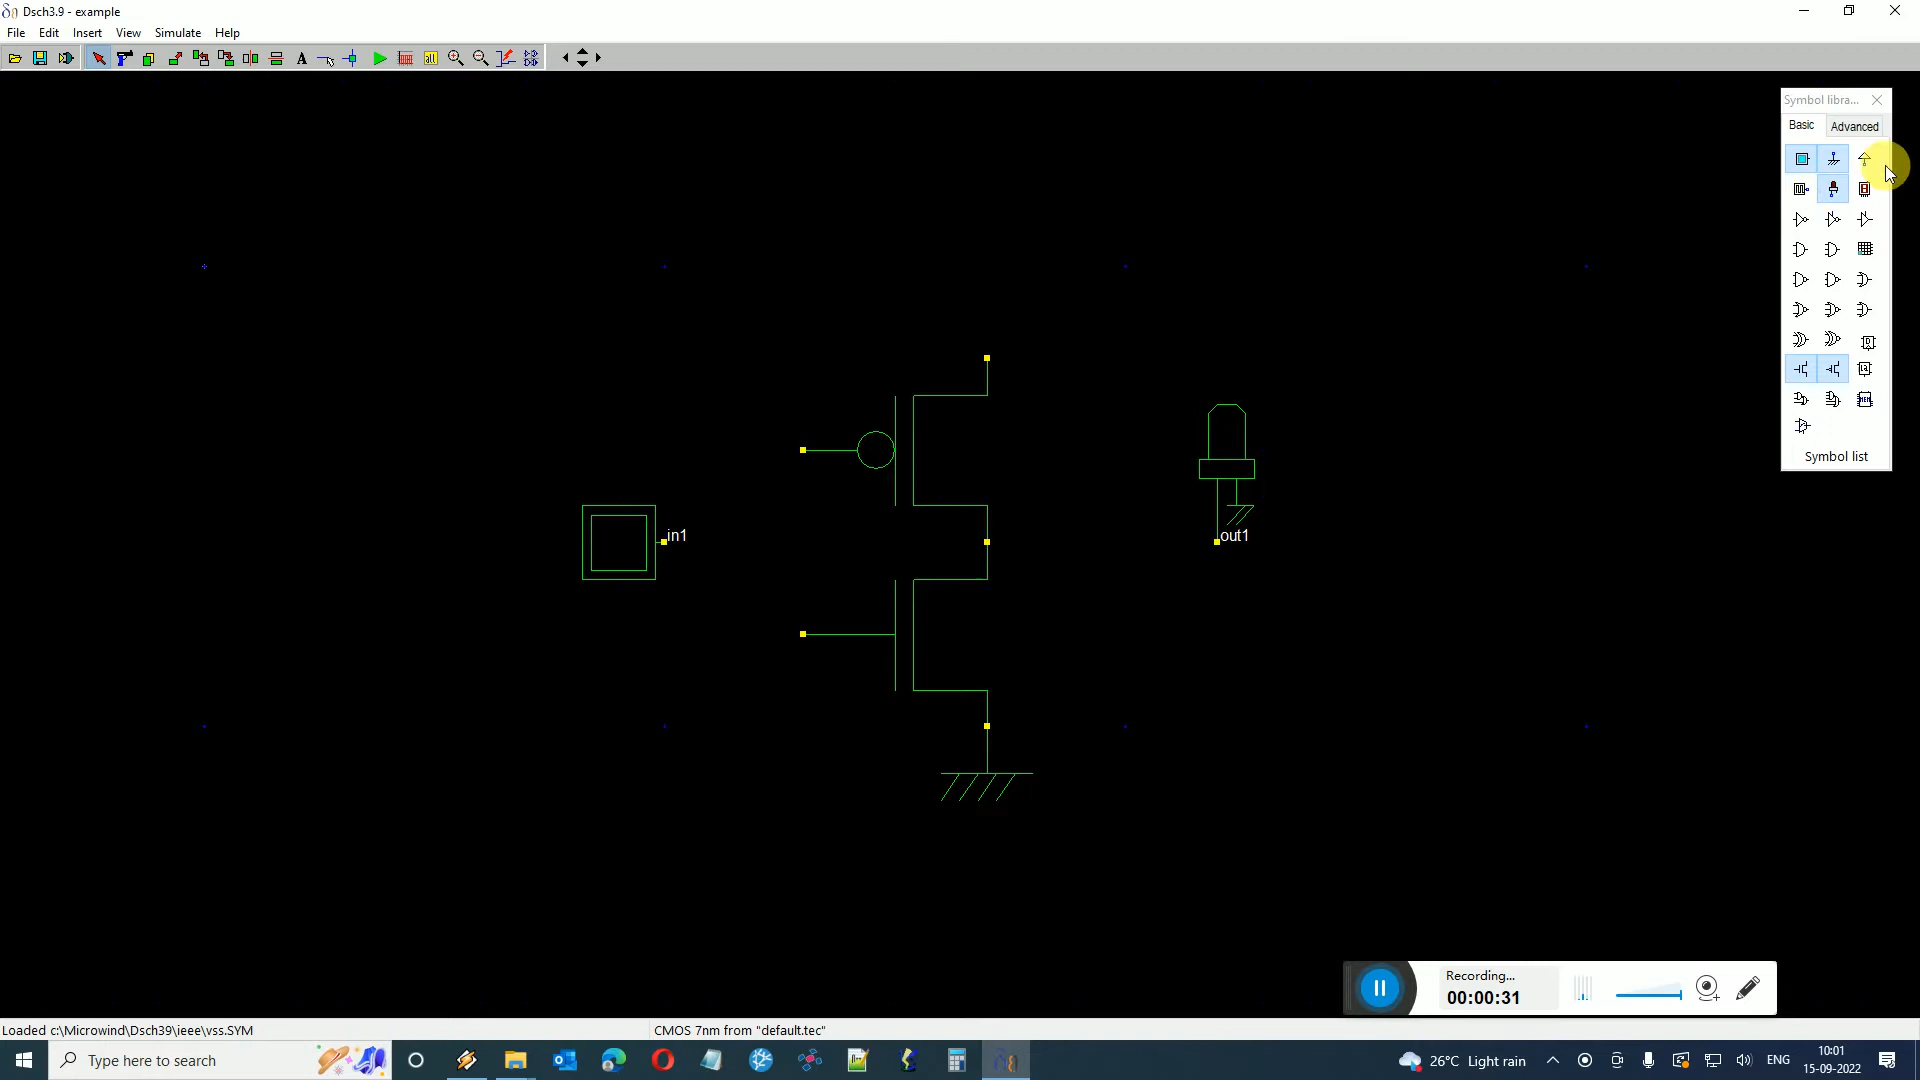 Dsch3.9 - example
File Edit Insert View Simulate Help
A
all
Symbol libra...
Basic Advanced
Symbol list
in1
out1
Recording...
00:00:31
Loaded c:\Microwind\Dsch39\ieee\vss.SYM
CMOS 7nm from "default.tec"
Type here to search
26°C Light rain
ENG
10:01
15-09-2022